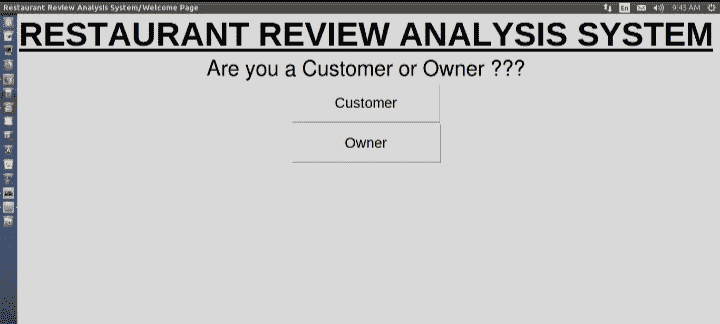 Restaurant Review Analysis System/Welcome Page
En
9:45 AM
RESTAURANT REVIEW ANALYSIS SYSTEM
Are you a Customer or Owner ???
Customer
Owner